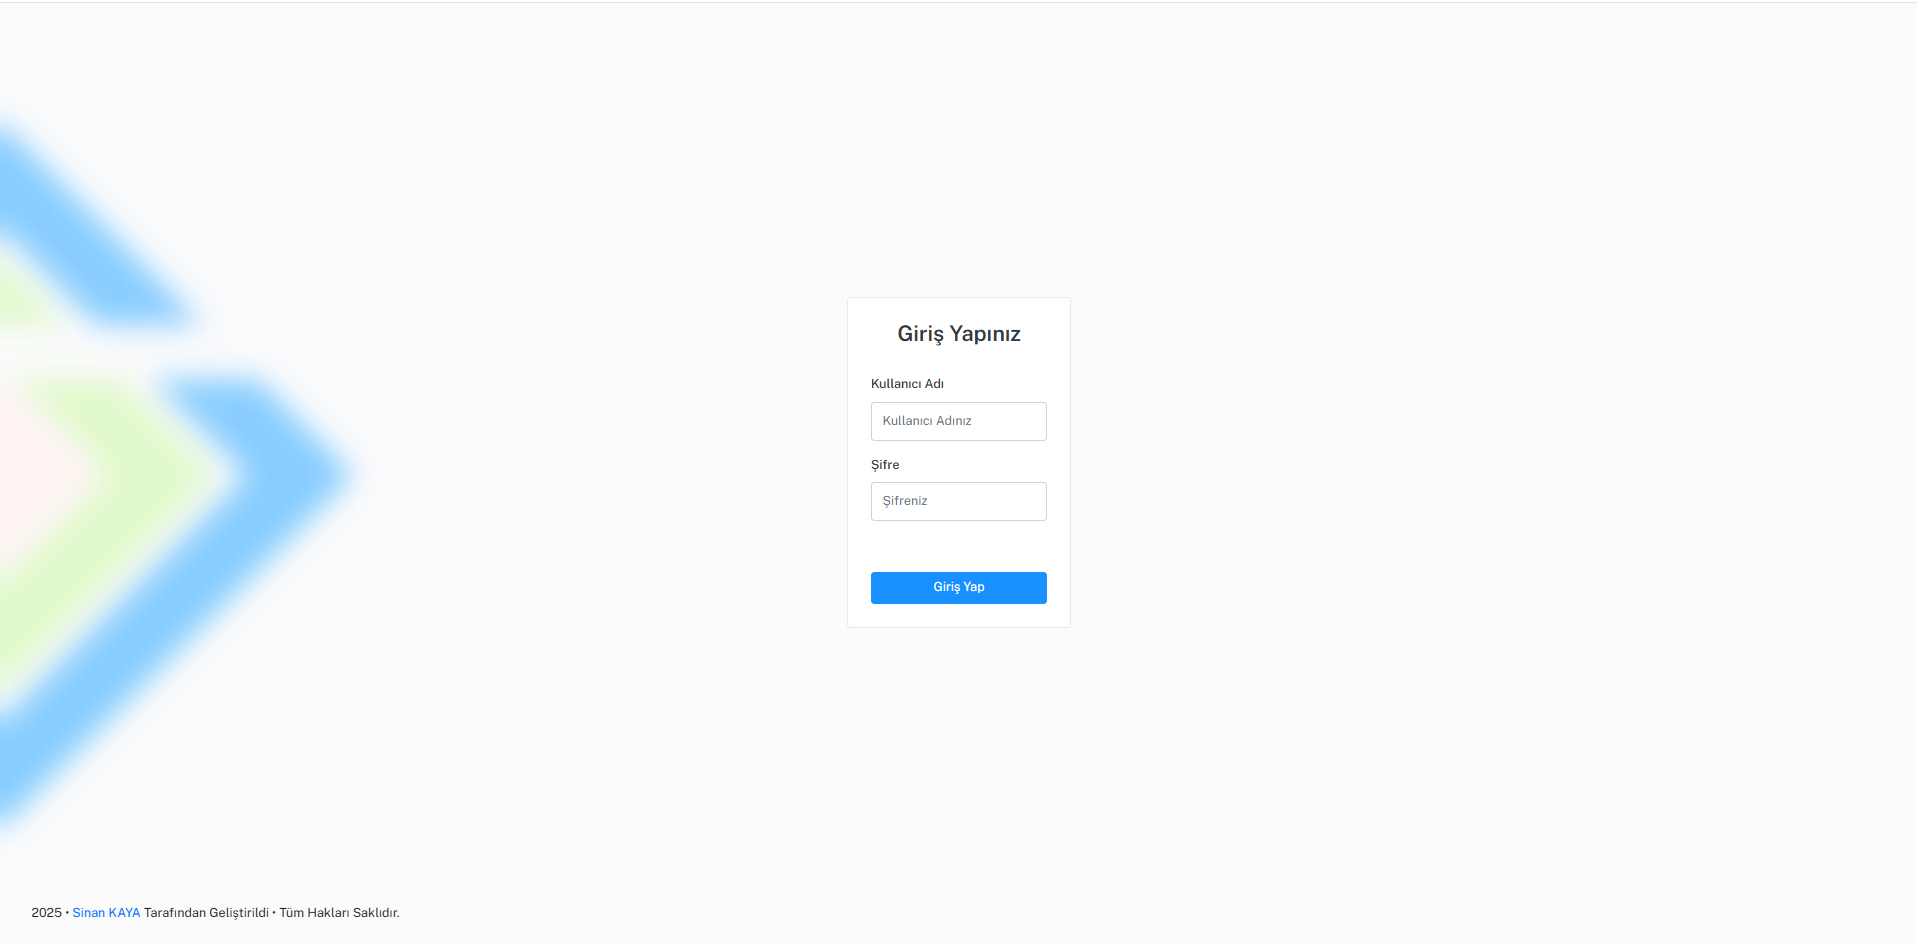 Giriş Yapınız
Kullanıcı Adı
Kullanıcı Adınız
Şifre
Şifreniz
Giriş Yap
2025 • Sinan KAYA Tarafından Geliştirildi • Tüm Hakları Saklıdır.